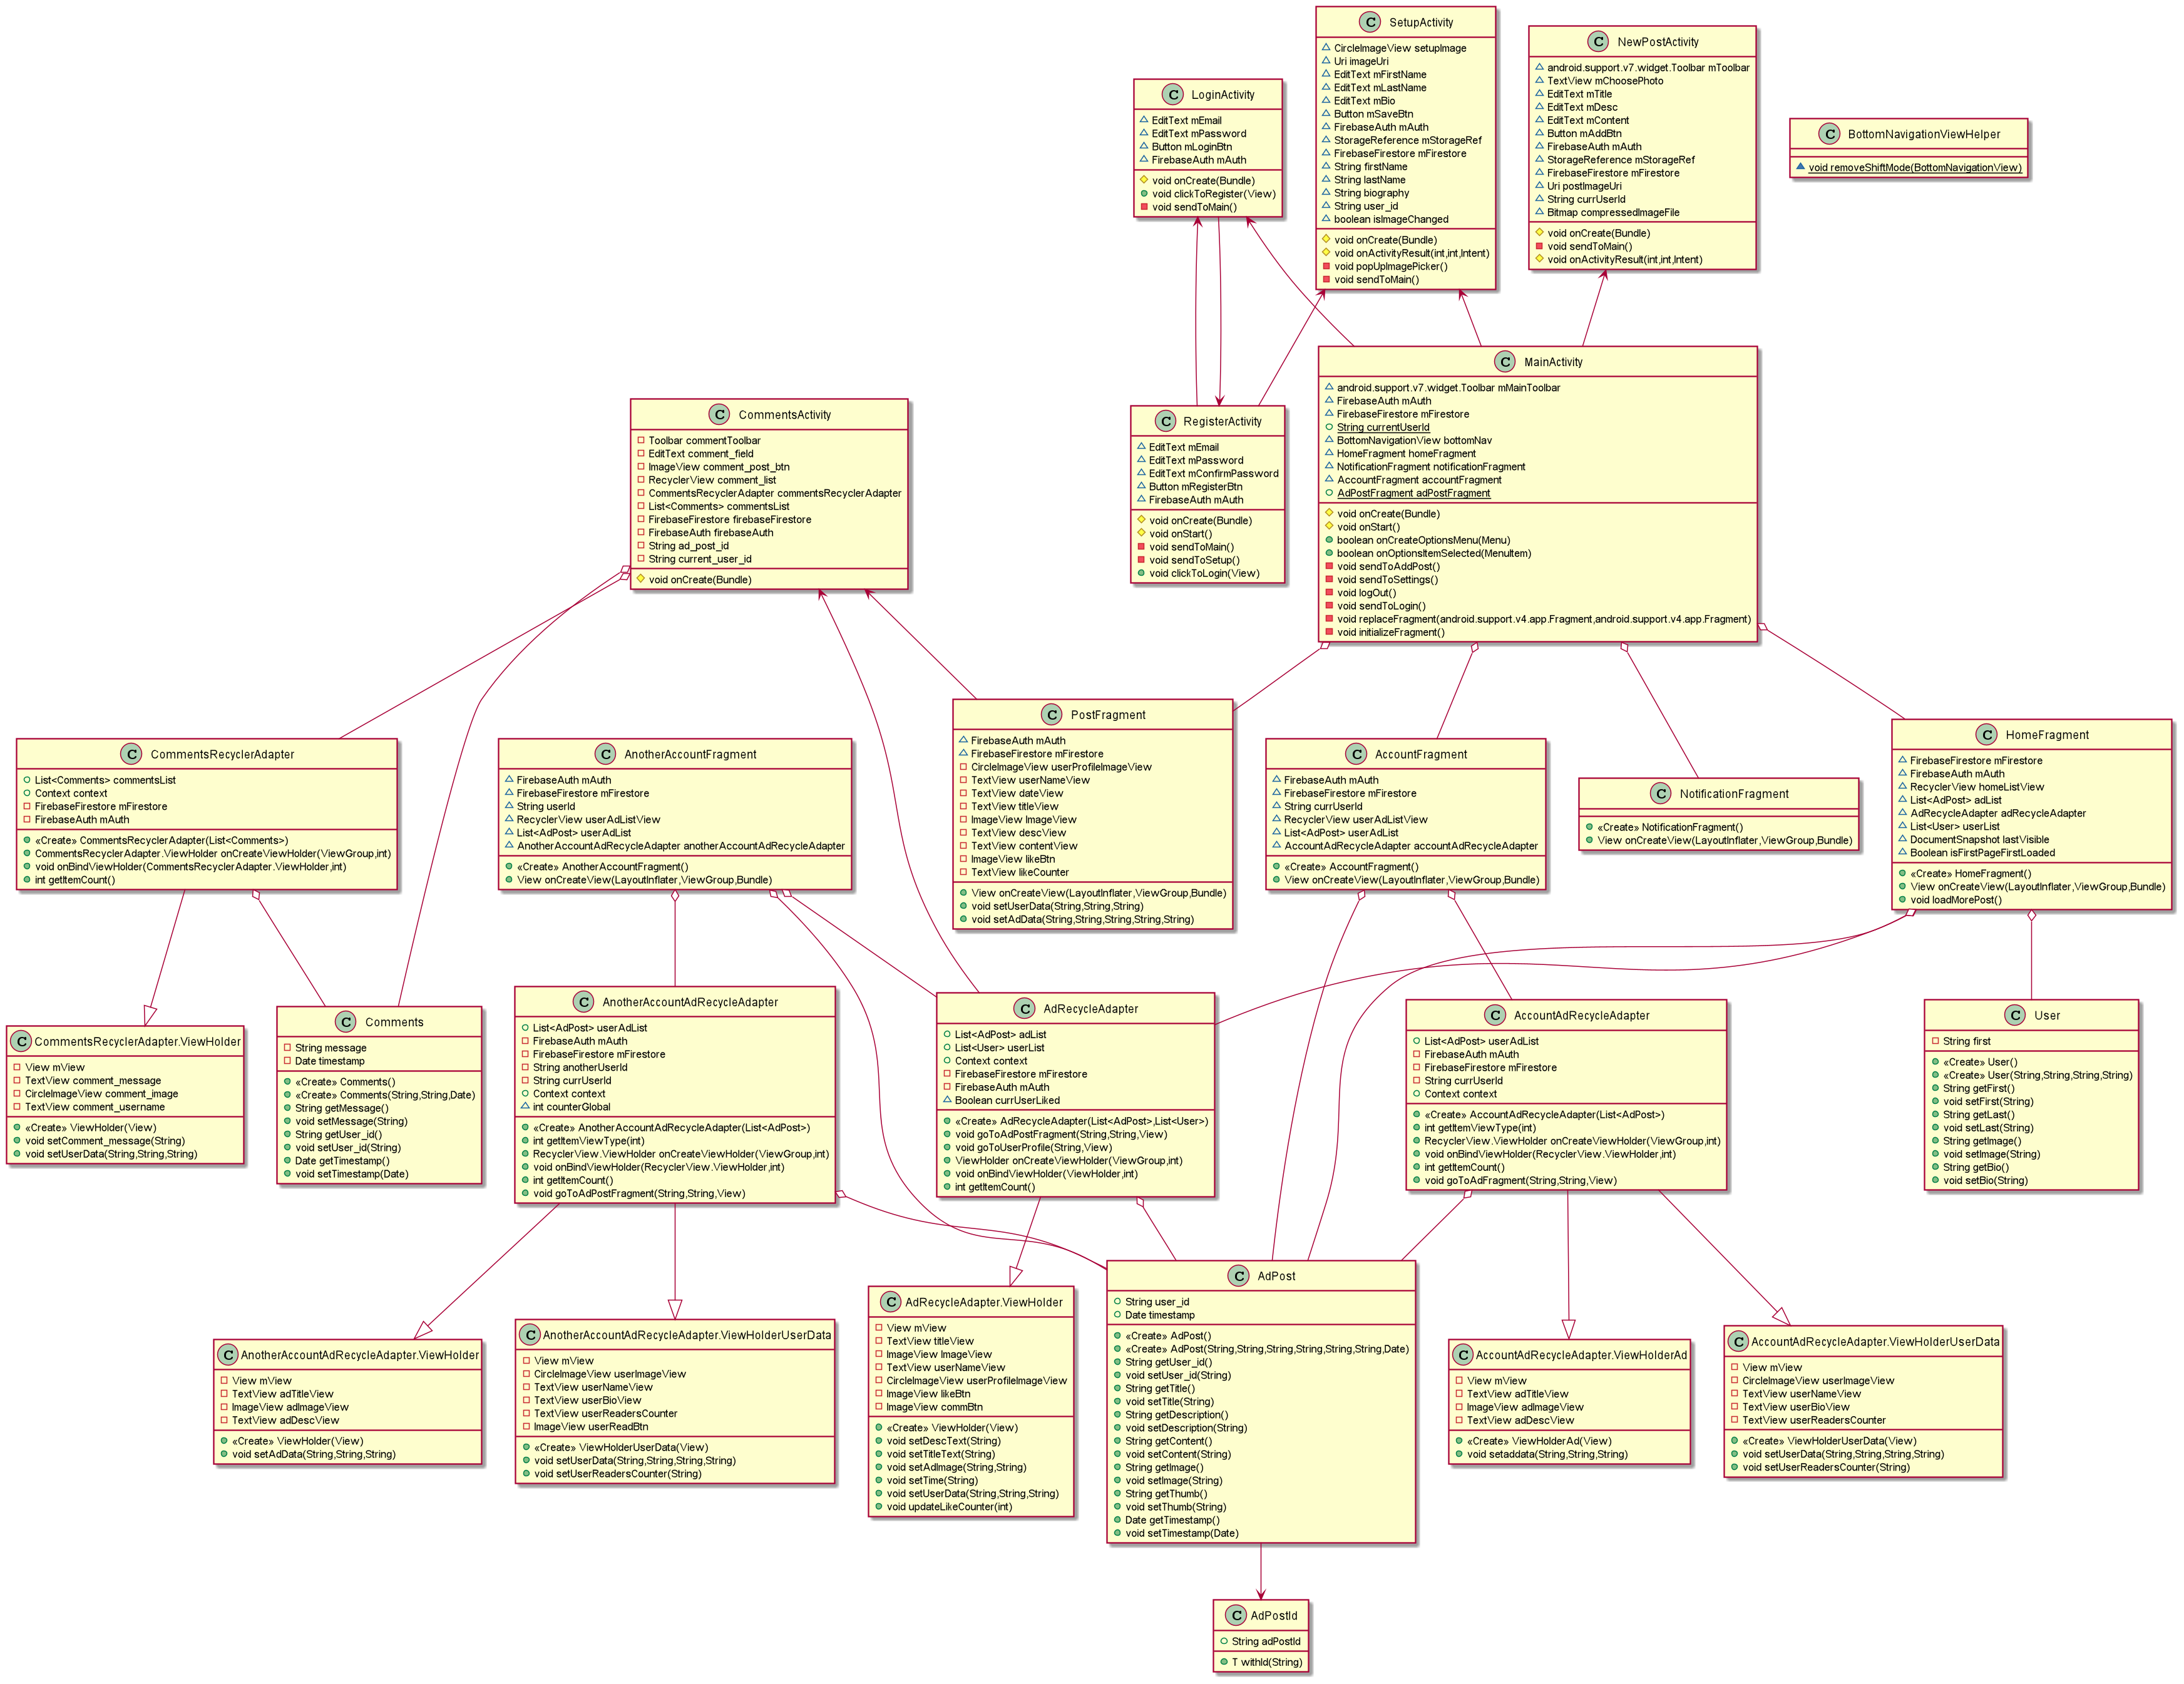 SetupActivity
CircleImageView setupImage
Uri imageUri
EditText mFirstName
EditText mLastName
EditText mBio
Button mSaveBtn
FirebaseAuth mAuth
StorageReference mStorageRef
FirebaseFirestore mFirestore
String firstName
String lastName
String biography
String user_id
boolean isImageChanged
void onCreate(Bundle)
void onActivityResult(int,int,Intent)
void popUpImagePicker()
void sendToMain()
NewPostActivity
android.support.v7.widget.Toolbar mToolbar
TextView mChoosePhoto
EditText mTitle
EditText mDesc
EditText mContent
Button mAddBtn
FirebaseAuth mAuth
StorageReference mStorageRef
FirebaseFirestore mFirestore
Uri postImageUri
String currUserId
Bitmap compressedImageFile
void onCreate(Bundle)
void sendToMain()
void onActivityResult(int,int,Intent)
LoginActivity
EditText mEmail
EditText mPassword
Button mLoginBtn
FirebaseAuth mAuth
void onCreate(Bundle)
void clickToRegister(View)
void sendToMain()
BottomNavigationViewHelper
void removeShiftMode(BottomNavigationView)
MainActivity
android.support.v7.widget.Toolbar mMainToolbar
FirebaseAuth mAuth
FirebaseFirestore mFirestore
String currentUserId
BottomNavigationView bottomNav
HomeFragment homeFragment
NotificationFragment notificationFragment
AccountFragment accountFragment
AdPostFragment adPostFragment
void onCreate(Bundle)
void onStart()
boolean onCreateOptionsMenu(Menu)
boolean onOptionsItemSelected(MenuItem)
void sendToAddPost()
void sendToSettings()
void logOut()
void sendToLogin()
void replaceFragment(android.support.v4.app.Fragment,android.support.v4.app.Fragment)
void initializeFragment()
RegisterActivity
EditText mEmail
EditText mPassword
EditText mConfirmPassword
Button mRegisterBtn
FirebaseAuth mAuth
void onCreate(Bundle)
void onStart()
void sendToMain()
void sendToSetup()
void clickToLogin(View)
CommentsActivity
Toolbar commentToolbar
EditText comment_field
ImageView comment_post_btn
RecyclerView comment_list
CommentsRecyclerAdapter commentsRecyclerAdapter
List<Comments> commentsList
FirebaseFirestore firebaseFirestore
FirebaseAuth firebaseAuth
String ad_post_id
String current_user_id
void onCreate(Bundle)
CommentsRecyclerAdapter
List<Comments> commentsList
Context context
FirebaseFirestore mFirestore
FirebaseAuth mAuth
«Create» CommentsRecyclerAdapter(List<Comments>)
CommentsRecyclerAdapter.ViewHolder onCreateViewHolder(ViewGroup,int)
void onBindViewHolder(CommentsRecyclerAdapter.ViewHolder,int)
int getItemCount()
AnotherAccountFragment
FirebaseAuth mAuth
FirebaseFirestore mFirestore
String userId
RecyclerView userAdListView
List<AdPost> userAdList
AnotherAccountAdRecycleAdapter anotherAccountAdRecycleAdapter
«Create» AnotherAccountFragment()
View onCreateView(LayoutInflater,ViewGroup,Bundle)
PostFragment
FirebaseAuth mAuth
FirebaseFirestore mFirestore
CircleImageView userProfileImageView
TextView userNameView
TextView dateView
TextView titleView
ImageView ImageView
TextView descView
TextView contentView
ImageView likeBtn
TextView likeCounter
View onCreateView(LayoutInflater,ViewGroup,Bundle)
void setUserData(String,String,String)
void setAdData(String,String,String,String,String)
AccountFragment
FirebaseAuth mAuth
FirebaseFirestore mFirestore
String currUserId
RecyclerView userAdListView
List<AdPost> userAdList
AccountAdRecycleAdapter accountAdRecycleAdapter
«Create» AccountFragment()
View onCreateView(LayoutInflater,ViewGroup,Bundle)
NotificationFragment
«Create» NotificationFragment()
View onCreateView(LayoutInflater,ViewGroup,Bundle)
HomeFragment
FirebaseFirestore mFirestore
FirebaseAuth mAuth
RecyclerView homeListView
List<AdPost> adList
AdRecycleAdapter adRecycleAdapter
List<User> userList
DocumentSnapshot lastVisible
Boolean isFirstPageFirstLoaded
«Create» HomeFragment()
View onCreateView(LayoutInflater,ViewGroup,Bundle)
void loadMorePost()
CommentsRecyclerAdapter.ViewHolder
View mView
TextView comment_message
CircleImageView comment_image
TextView comment_username
«Create» ViewHolder(View)
void setComment_message(String)
void setUserData(String,String,String)
Comments
String message
Date timestamp
«Create» Comments()
«Create» Comments(String,String,Date)
String getMessage()
void setMessage(String)
String getUser_id()
void setUser_id(String)
Date getTimestamp()
void setTimestamp(Date)
AnotherAccountAdRecycleAdapter
List<AdPost> userAdList
FirebaseAuth mAuth
FirebaseFirestore mFirestore
String anotherUserId
String currUserId
Context context
int counterGlobal
«Create» AnotherAccountAdRecycleAdapter(List<AdPost>)
int getItemViewType(int)
RecyclerView.ViewHolder onCreateViewHolder(ViewGroup,int)
void onBindViewHolder(RecyclerView.ViewHolder,int)
int getItemCount()
void goToAdPostFragment(String,String,View)
AdRecycleAdapter
List<AdPost> adList
List<User> userList
Context context
FirebaseFirestore mFirestore
FirebaseAuth mAuth
Boolean currUserLiked
«Create» AdRecycleAdapter(List<AdPost>,List<User>)
void goToAdPostFragment(String,String,View)
void goToUserProfile(String,View)
ViewHolder onCreateViewHolder(ViewGroup,int)
void onBindViewHolder(ViewHolder,int)
int getItemCount()
AccountAdRecycleAdapter
List<AdPost> userAdList
FirebaseAuth mAuth
FirebaseFirestore mFirestore
String currUserId
Context context
«Create» AccountAdRecycleAdapter(List<AdPost>)
int getItemViewType(int)
RecyclerView.ViewHolder onCreateViewHolder(ViewGroup,int)
void onBindViewHolder(RecyclerView.ViewHolder,int)
int getItemCount()
void goToAdFragment(String,String,View)
User
String first
«Create» User()
«Create» User(String,String,String,String)
String getFirst()
void setFirst(String)
String getLast()
void setLast(String)
String getImage()
void setImage(String)
String getBio()
void setBio(String)
AnotherAccountAdRecycleAdapter.ViewHolder
View mView
TextView adTitleView
ImageView adImageView
TextView adDescView
«Create» ViewHolder(View)
void setAdData(String,String,String)
AnotherAccountAdRecycleAdapter.ViewHolderUserData
View mView
CircleImageView userImageView
TextView userNameView
TextView userBioView
TextView userReadersCounter
ImageView userReadBtn
«Create» ViewHolderUserData(View)
void setUserData(String,String,String,String)
void setUserReadersCounter(String)
AdRecycleAdapter.ViewHolder
View mView
TextView titleView
ImageView ImageView
TextView userNameView
CircleImageView userProfileImageView
ImageView likeBtn
ImageView commBtn
«Create» ViewHolder(View)
void setDescText(String)
void setTitleText(String)
void setAdImage(String,String)
void setTime(String)
void setUserData(String,String,String)
void updateLikeCounter(int)
AdPost
String user_id
Date timestamp
«Create» AdPost()
«Create» AdPost(String,String,String,String,String,String,Date)
String getUser_id()
void setUser_id(String)
String getTitle()
void setTitle(String)
String getDescription()
void setDescription(String)
String getContent()
void setContent(String)
String getImage()
void setImage(String)
String getThumb()
void setThumb(String)
Date getTimestamp()
void setTimestamp(Date)
AccountAdRecycleAdapter.ViewHolderAd
View mView
TextView adTitleView
ImageView adImageView
TextView adDescView
«Create» ViewHolderAd(View)
void setaddata(String,String,String)
AccountAdRecycleAdapter.ViewHolderUserData
View mView
CircleImageView userImageView
TextView userNameView
TextView userBioView
TextView userReadersCounter
«Create» ViewHolderUserData(View)
void setUserData(String,String,String,String)
void setUserReadersCounter(String)
AdPostId
String adPostId
T withId(String)